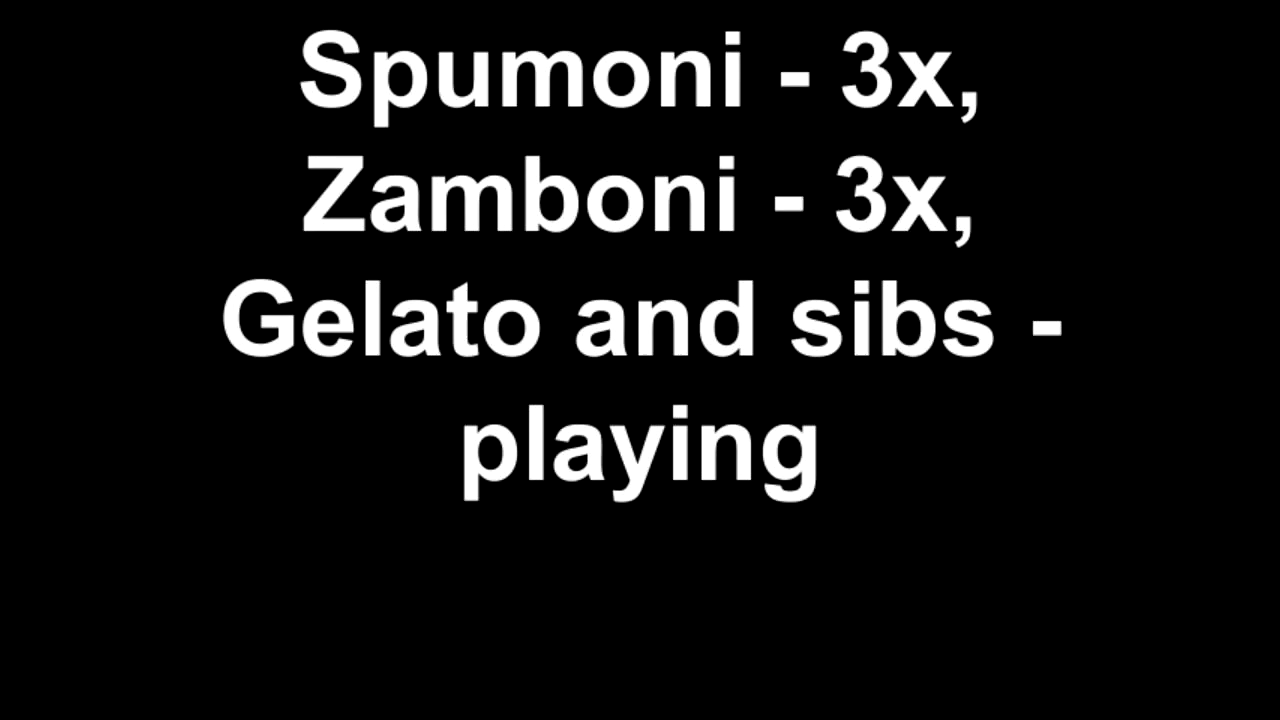 Spumoni - 3x,
Zamboni - 3x,
Gelato and sibs -
playing